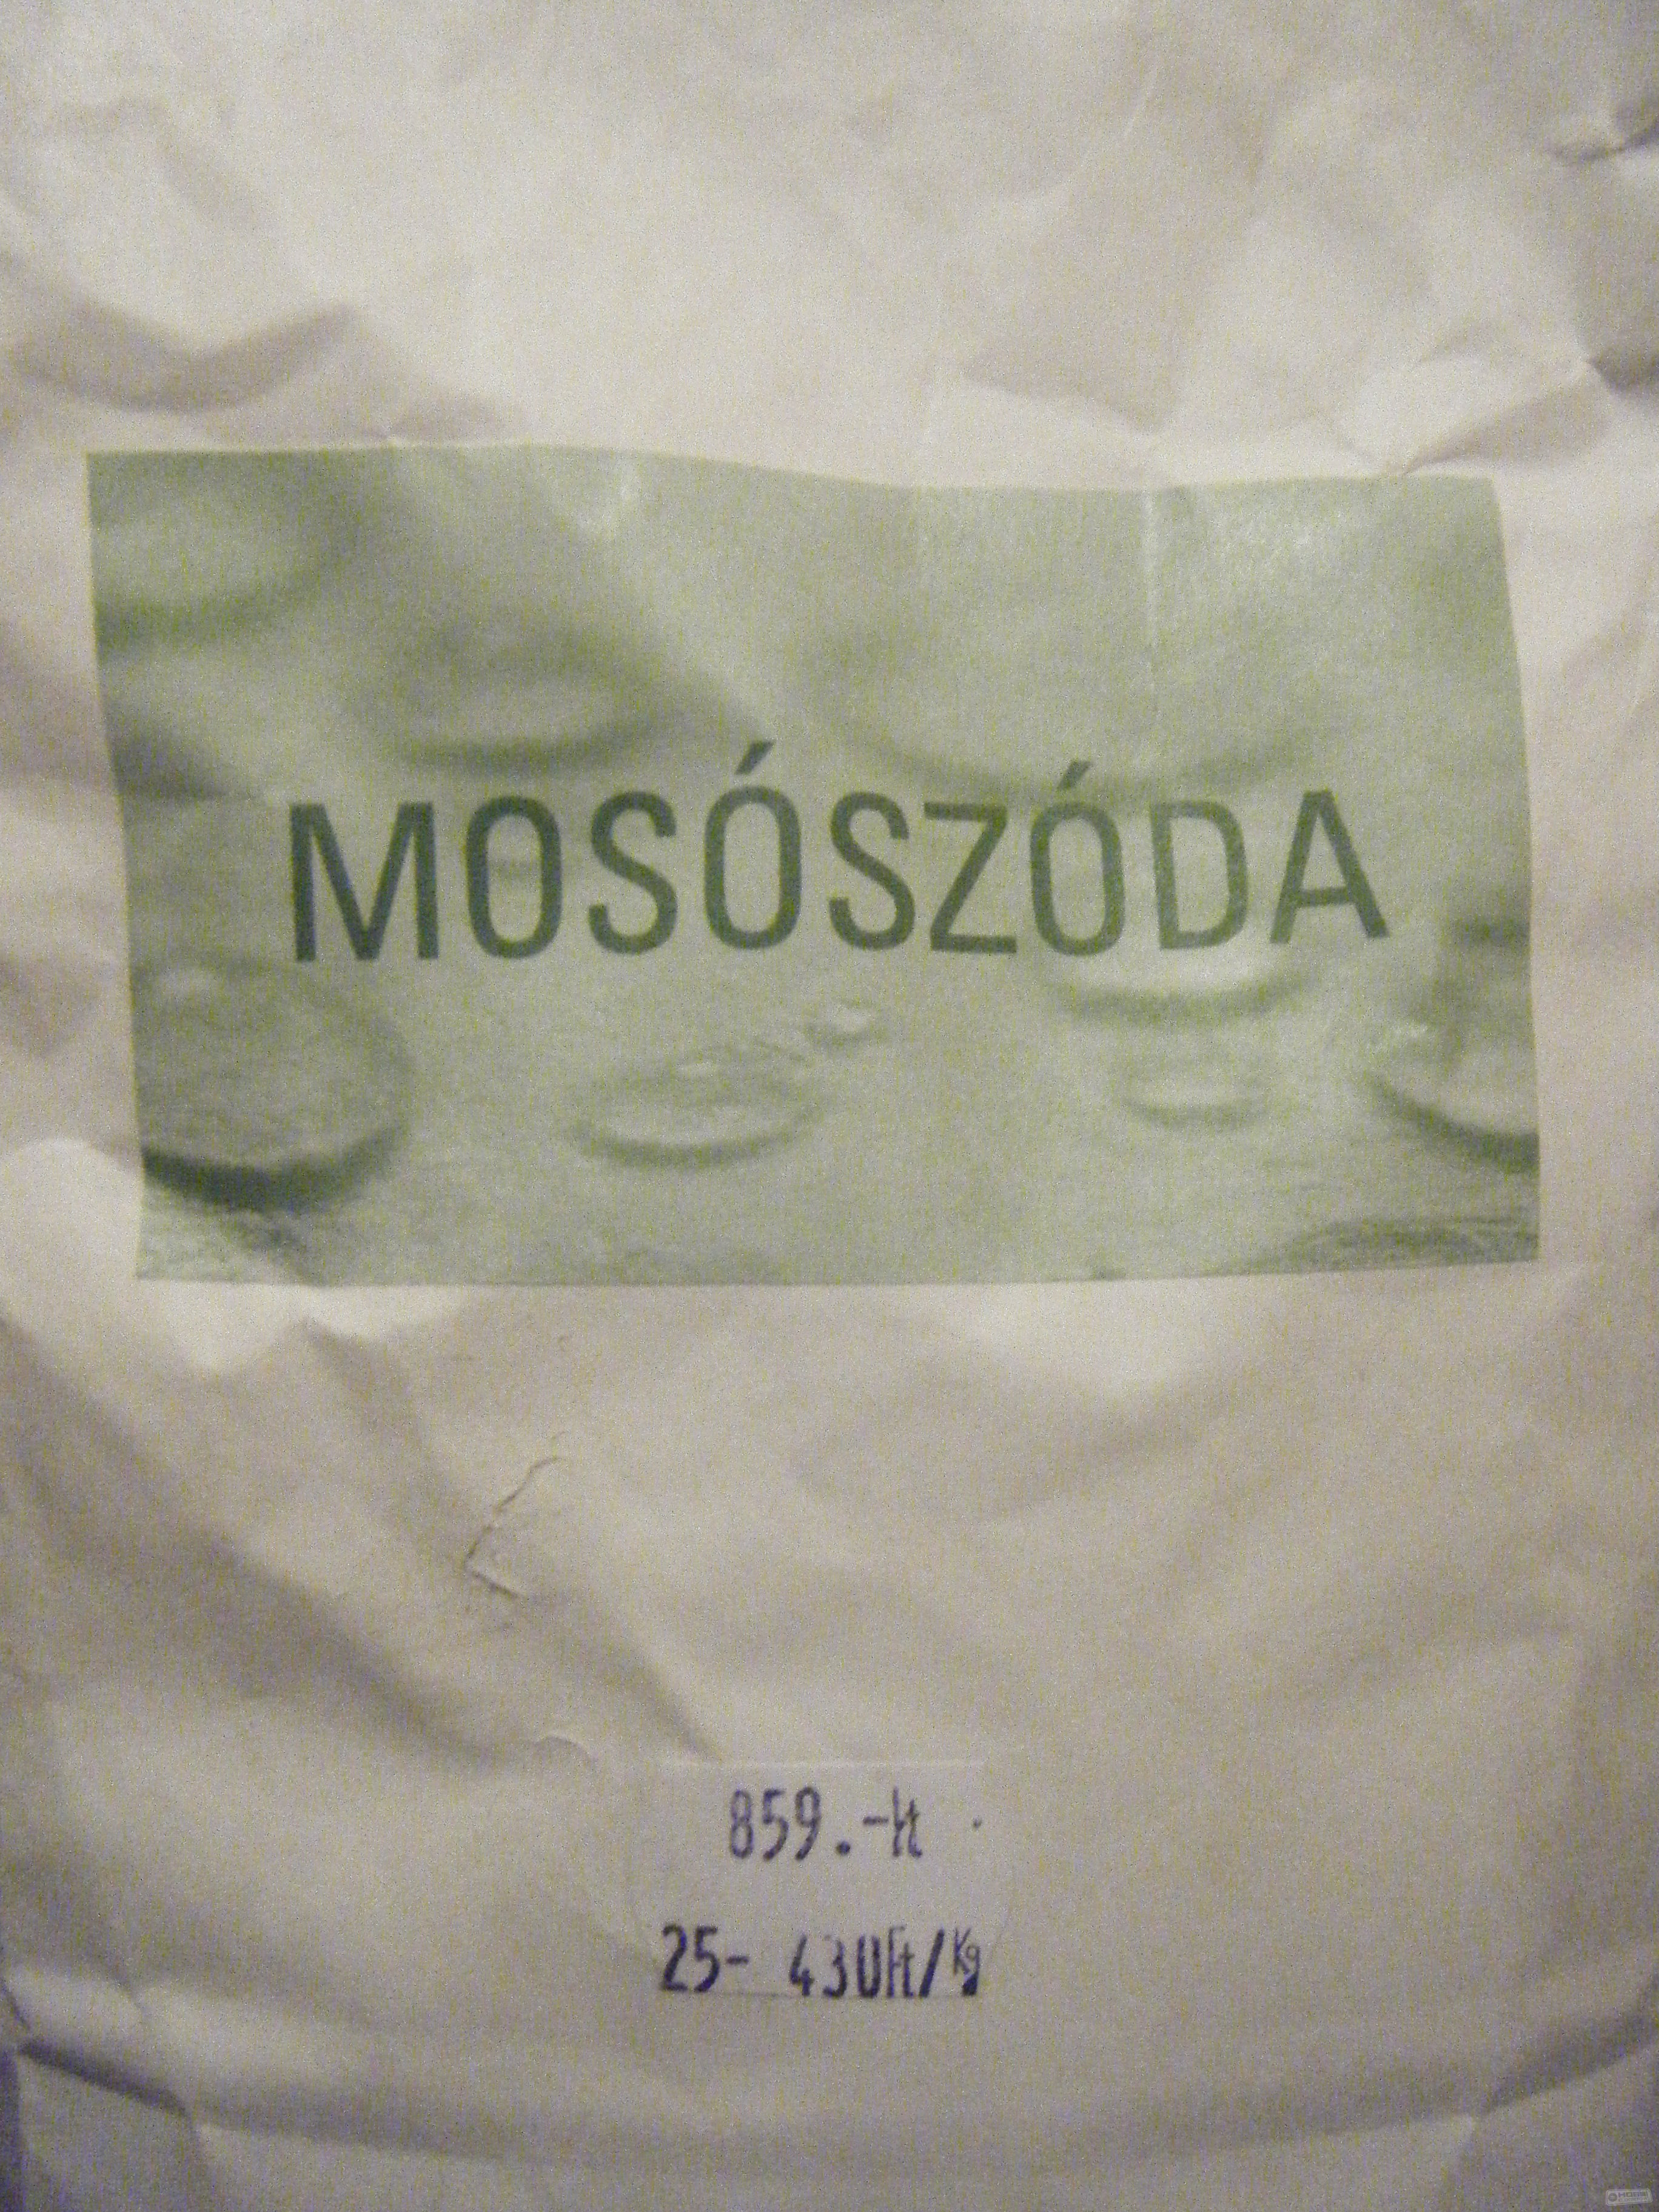 MOSÓSZÓDA
859.-Ft
25- 430Ft/Kg